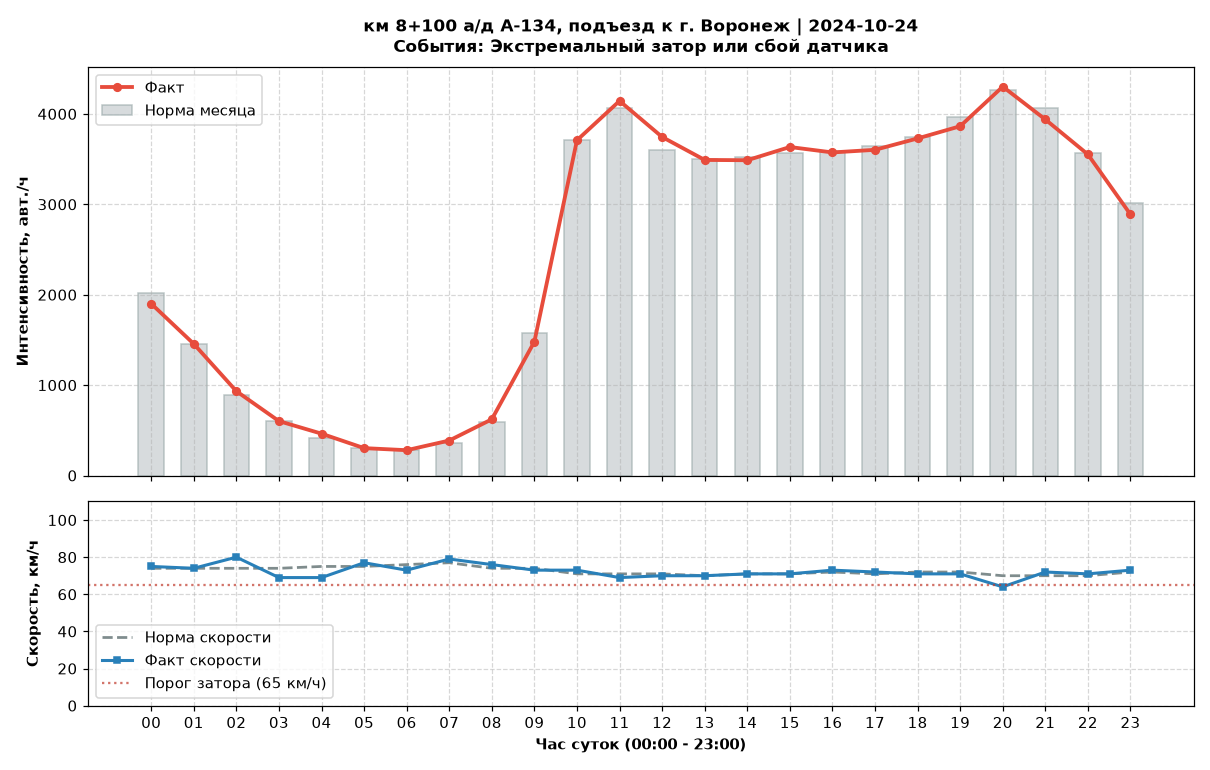 км 8+100 а/д А-134, подъезд к г. Воронеж | 2024-10-24
События: Экстремальный затор или сбой датчика
Факт
Норма месяца
Интенсивность, авт./ч
4000
3000
2000
1000
0
Скорость, км/ч
100
80
60
40
20
0
Норма скорости
Факт скорости
Порог затора (65 км/ч)
00 01 02 03 04 05 06 07 08 09 10 11 12 13 14 15 16 17 18 19 20 21 22 23
Час суток (00:00 - 23:00)